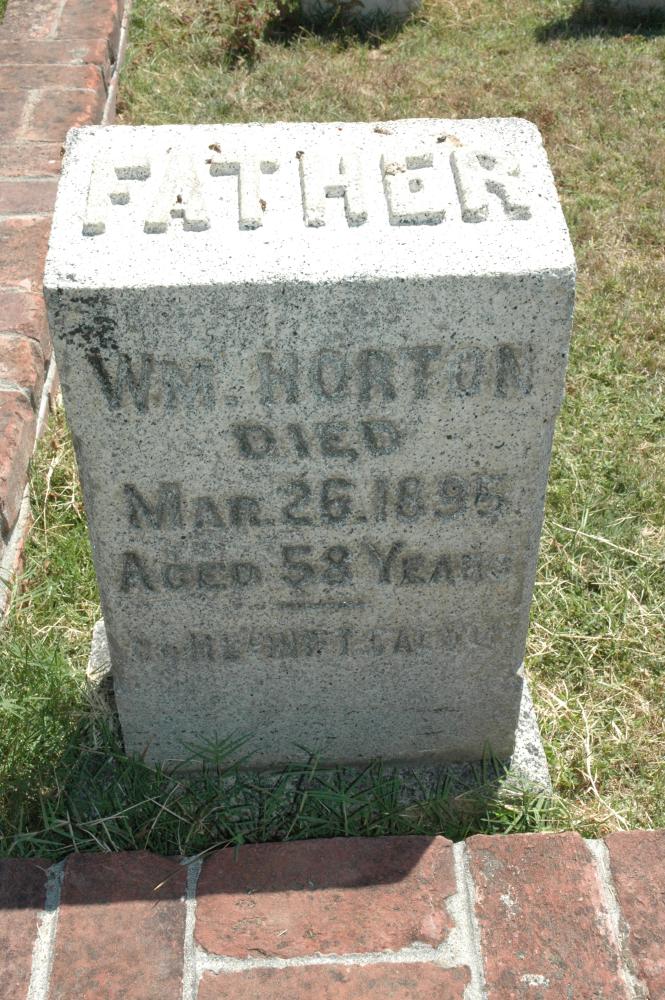 FATHER
WM. HORTON
DIED
MAR. 26. 1895.
AGED 58 YEARS